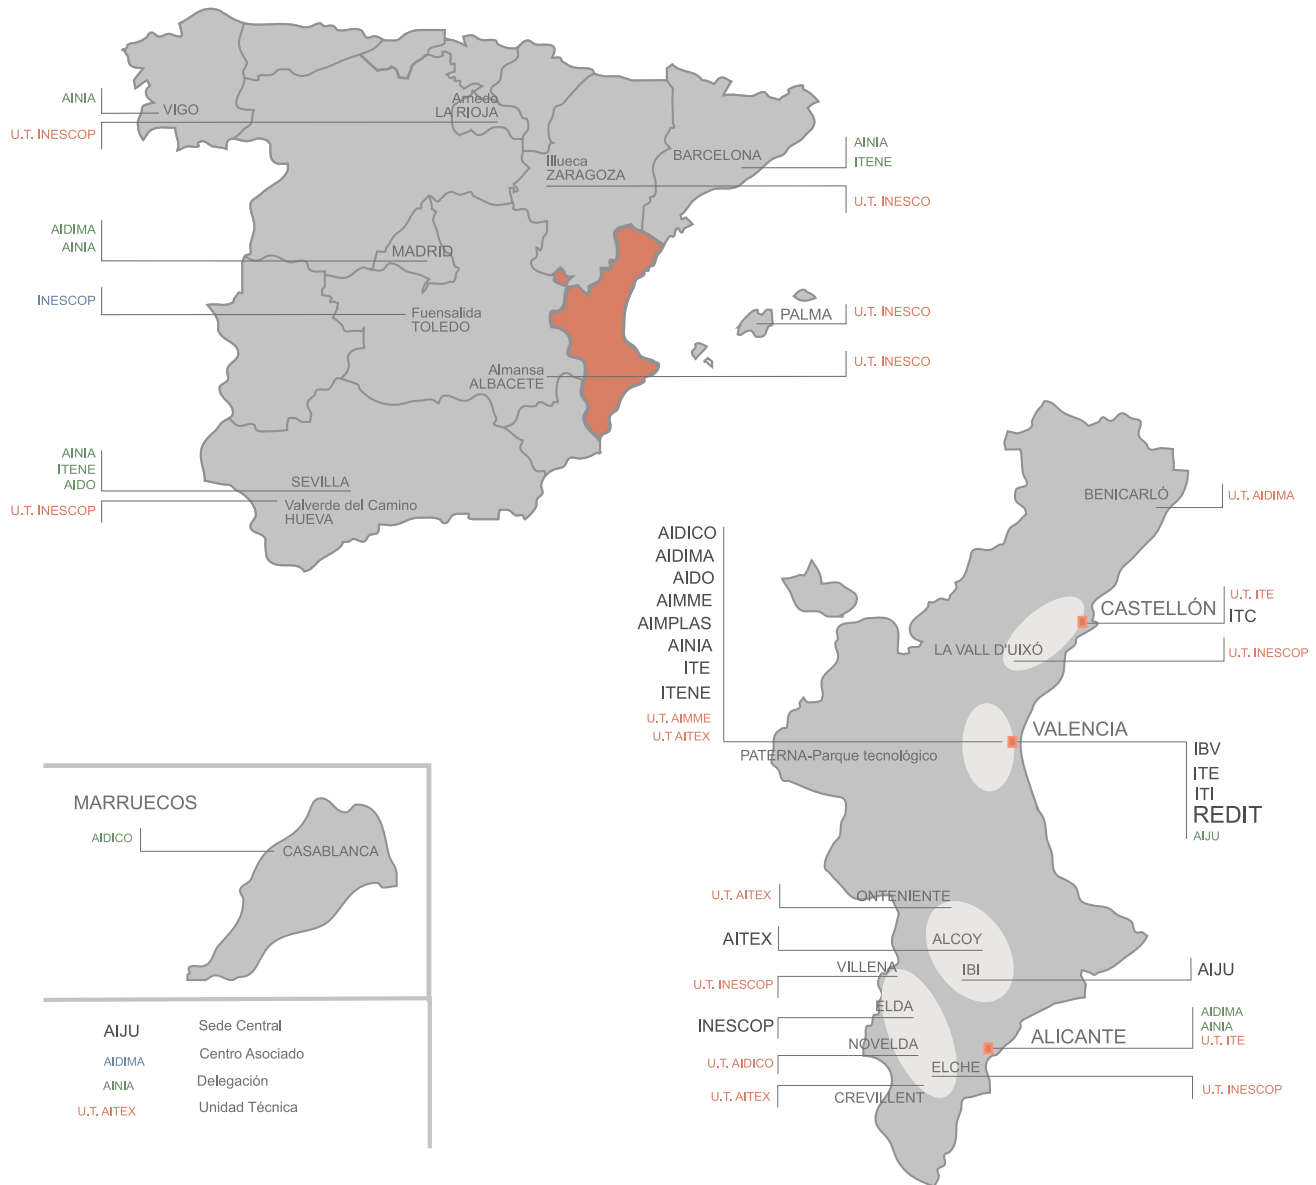 AINIA
VIGO
U.T. INESCOP
Arnedo
LA RIOJA
AINIA
ITENE
BARCELONA
Illueca
ZARAGOZA
U.T. INESCO
AIDIMA
AINIA
MADRID
INESCOP
Fuensalida
TOLEDO
PALMA
U.T. INESCO
Almansa
ALBACETE
U.T. INESCO
AINIA
ITENE
AIDO
SEVILLA
U.T. INESCOP
Valverde del Camino
HUEVA
BENICARLÓ
U.T. AIDIMA
AIDICO
AIDIMA
AIDO
AIMME
AIMPLAS
AINIA
ITE
ITENE
U.T. AIMME
U.T AITEX
PATERNA-Parque tecnológico
CASTELLÓN
U.T. ITE
ITC
LA VALL D'UIXÓ
U.T. INESCOP
VALENCIA
IBV
ITE
ITI
REDIT
AIJU
MARRUECOS
AIDICO
CASABLANCA
U.T. AITEX
ONTENIENTE
AITEX
ALCOY
VILLENA
U.T. INESCOP
IBI
AIJU
ELDA
INESCOP
NOVELDA
U.T. AIDICO
ALICANTE
AIDIMA
AINIA
U.T. ITE
ELCHE
U.T. INESCOP
U.T. AITEX
CREVILLENT
AIJU Sede Central
AIDIMA Centro Asociado
AINIA Delegación
U.T. AITEX Unidad Técnica